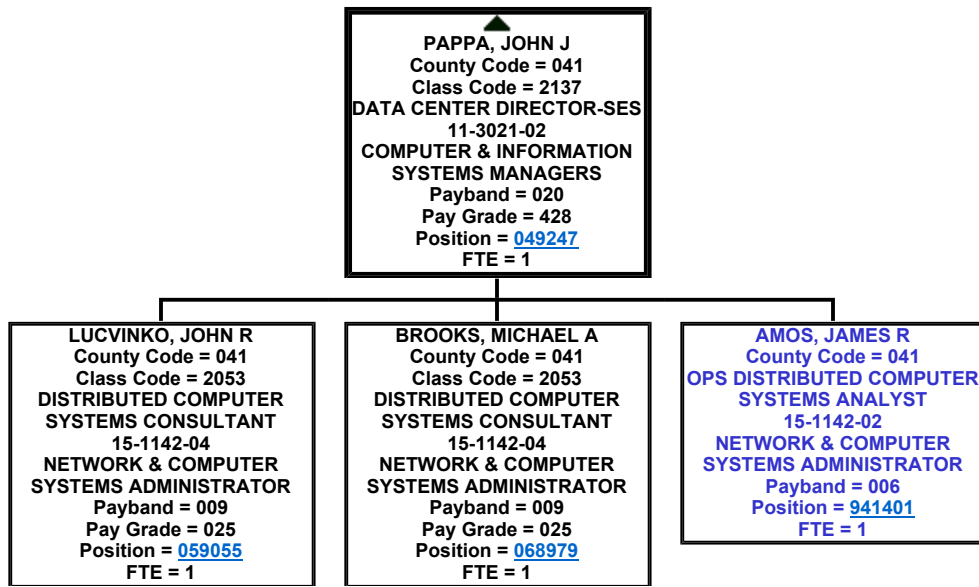 PAPPA, JOHN J
County Code = 041
Class Code = 2137
DATA CENTER DIRECTOR-SES
11-3021-02
COMPUTER & INFORMATION
SYSTEMS MANAGERS
Payband = 020
Pay Grade = 428
Position = 049247
FTE = 1
LUCVINKO, JOHN R
County Code = 041
Class Code = 2053
DISTRIBUTED COMPUTER
SYSTEMS CONSULTANT
15-1142-04
NETWORK & COMPUTER
SYSTEMS ADMINISTRATOR
Payband = 009
Pay Grade = 025
Position = 059055
FTE = 1
BROOKS, MICHAEL A
County Code = 041
Class Code = 2053
DISTRIBUTED COMPUTER
SYSTEMS CONSULTANT
15-1142-04
NETWORK & COMPUTER
SYSTEMS ADMINISTRATOR
Payband = 009
Pay Grade = 025
Position = 068979
FTE = 1
AMOS, JAMES R
County Code = 041
OPS DISTRIBUTED COMPUTER
SYSTEMS ANALYST
15-1142-02
NETWORK & COMPUTER
SYSTEMS ADMINISTRATOR
Payband = 006
Position = 941401
FTE = 1